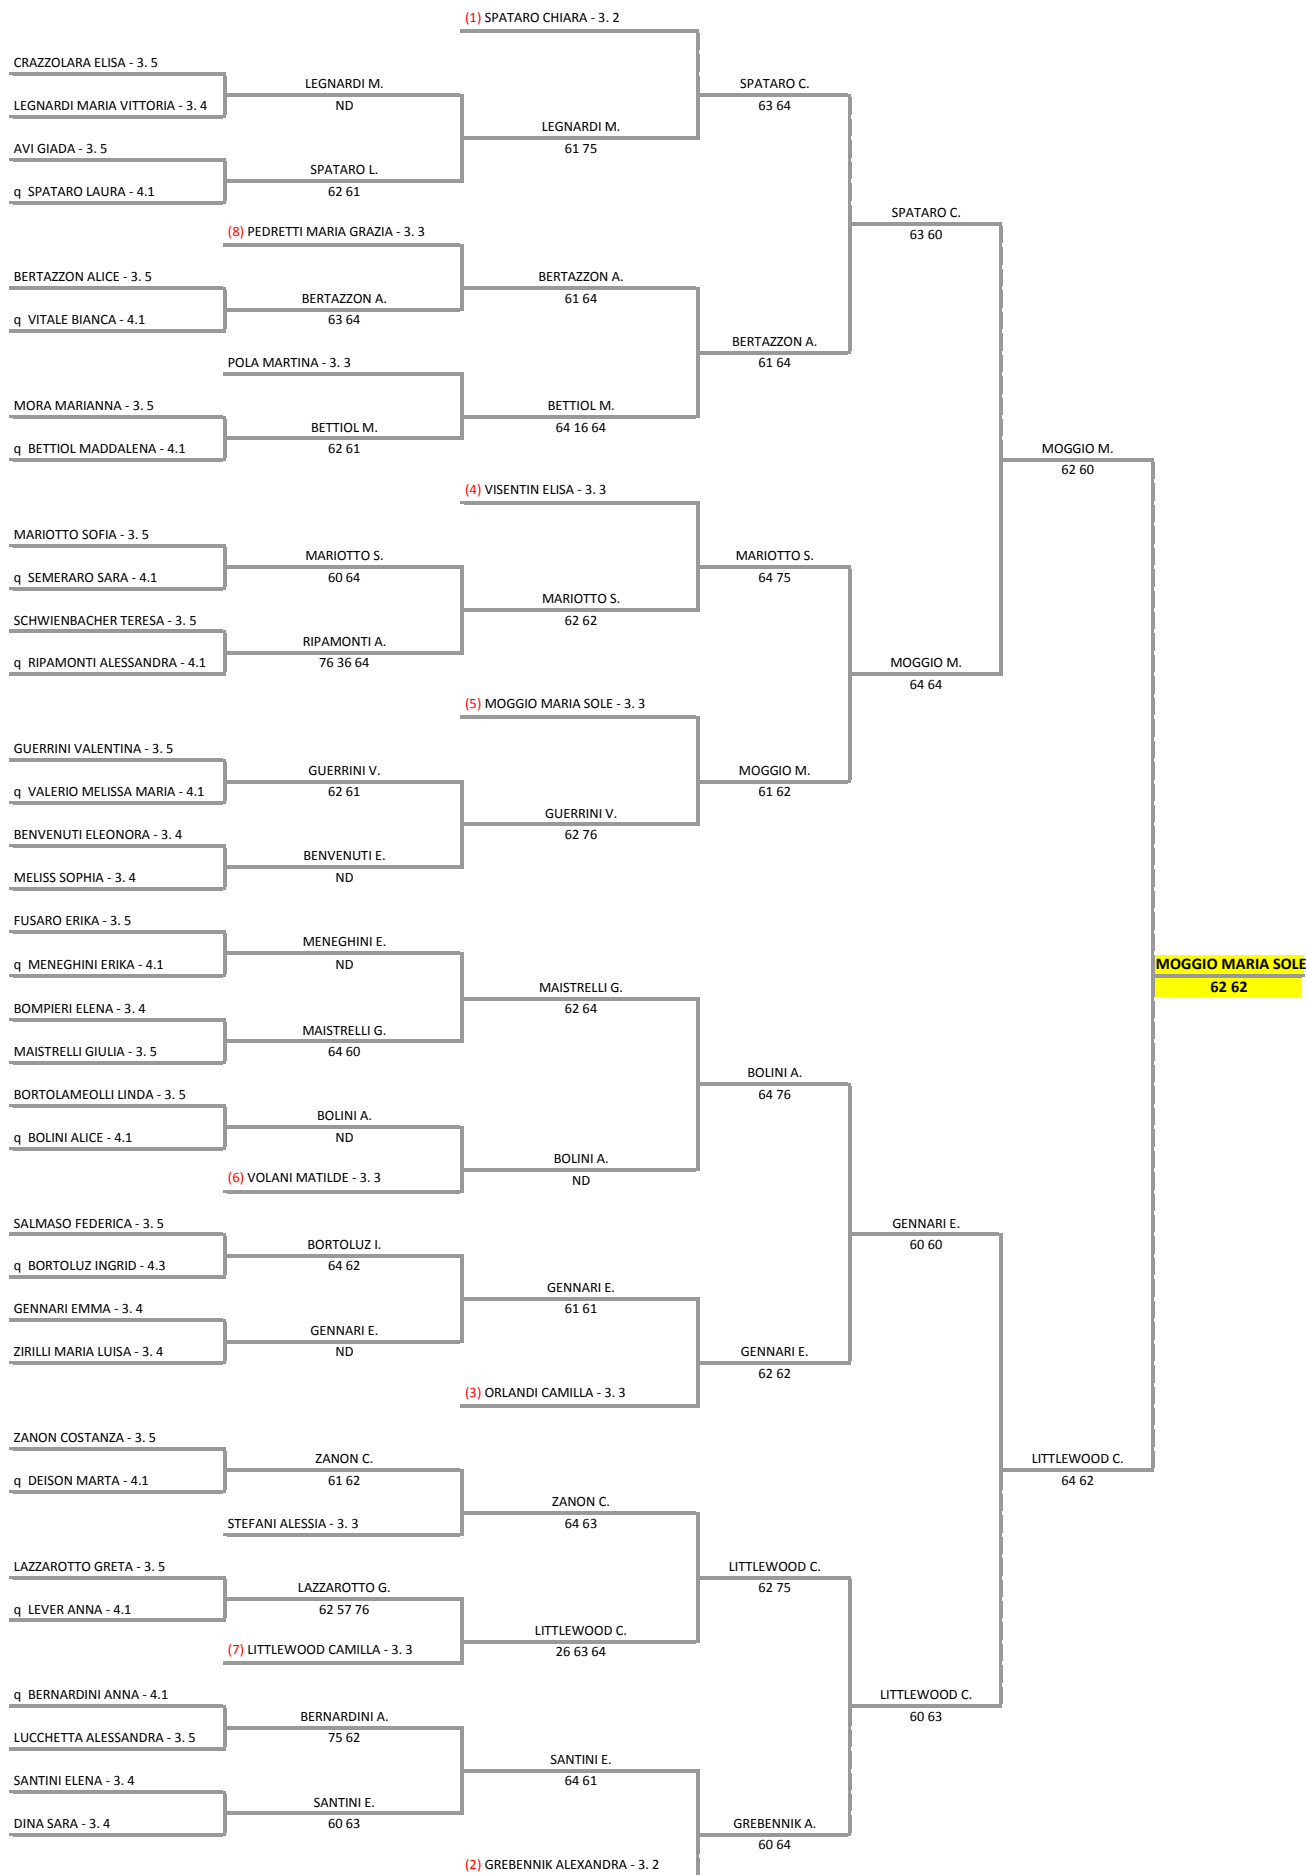 (1) SPATARO CHIARA - 3. 2
CRAZZOLARA ELISA - 3. 5
LEGNARDI M.
SPATARO C.
LEGNARDI MARIA VITTORIA - 3. 4
ND
63 64
LEGNARDI M.
AVI GIADA - 3. 5
61 75
SPATARO L.
q SPATARO LAURA - 4.1
62 61
SPATARO C.
(8) PEDRETTI MARIA GRAZIA - 3. 3
63 60
BERTAZZON ALICE - 3. 5
BERTAZZON A.
BERTAZZON A.
61 64
q VITALE BIANCA - 4.1
63 64
BERTAZZON A.
POLA MARTINA - 3. 3
61 64
MORA MARIANNA - 3. 5
BETTIOL M.
BETTIOL M.
64 16 64
q BETTIOL MADDALENA - 4.1
62 61
MOGGIO M.
62 60
(4) VISENTIN ELISA - 3. 3
MARIOTTO SOFIA - 3. 5
MARIOTTO S.
MARIOTTO S.
q SEMERARO SARA - 4.1
60 64
64 75
MARIOTTO S.
SCHWIENBACHER TERESA - 3. 5
62 62
RIPAMONTI A.
q RIPAMONTI ALESSANDRA - 4.1
76 36 64
MOGGIO M.
64 64
(5) MOGGIO MARIA SOLE - 3. 3
GUERRINI VALENTINA - 3. 5
GUERRINI V.
MOGGIO M.
q VALERIO MELISSA MARIA - 4.1
62 61
61 62
GUERRINI V.
BENVENUTI ELEONORA - 3. 4
62 76
BENVENUTI E.
MELISS SOPHIA - 3. 4
ND
FUSARO ERIKA - 3. 5
MENEGHINI E.
q MENEGHINI ERIKA - 4.1
ND
MOGGIO MARIA SOLE
62 62
MAISTRELLI G.
BOMPIERI ELENA - 3. 4
62 64
MAISTRELLI G.
MAISTRELLI GIULIA - 3. 5
64 60
BOLINI A.
BORTOLAMEOLLI LINDA - 3. 5
64 76
BOLINI A.
q BOLINI ALICE - 4.1
ND
BOLINI A.
(6) VOLANI MATILDE - 3. 3
ND
SALMASO FEDERICA - 3. 5
GENNARI E.
BORTOLUZ I.
60 60
q BORTOLUZ INGRID - 4.3
64 62
GENNARI E.
GENNARI EMMA - 3. 4
61 61
GENNARI E.
ZIRILLI MARIA LUISA - 3. 4
ND
GENNARI E.
62 62
(3) ORLANDI CAMILLA - 3. 3
ZANON COSTANZA - 3. 5
ZANON C.
LITTLEWOOD C.
q DEISON MARTA - 4.1
61 62
64 62
ZANON C.
STEFANI ALESSIA - 3. 3
64 63
LAZZAROTTO GRETA - 3. 5
LITTLEWOOD C.
LAZZAROTTO G.
62 75
q LEVER ANNA - 4.1
62 57 76
LITTLEWOOD C.
(7) LITTLEWOOD CAMILLA - 3. 3
26 63 64
q BERNARDINI ANNA - 4.1
LITTLEWOOD C.
BERNARDINI A.
60 63
LUCCHETTA ALESSANDRA - 3. 5
75 62
SANTINI E.
SANTINI ELENA - 3. 4
64 61
SANTINI E.
DINA SARA - 3. 4
60 63
GREBENNIK A.
60 64
(2) GREBENNIK ALEXANDRA - 3. 2